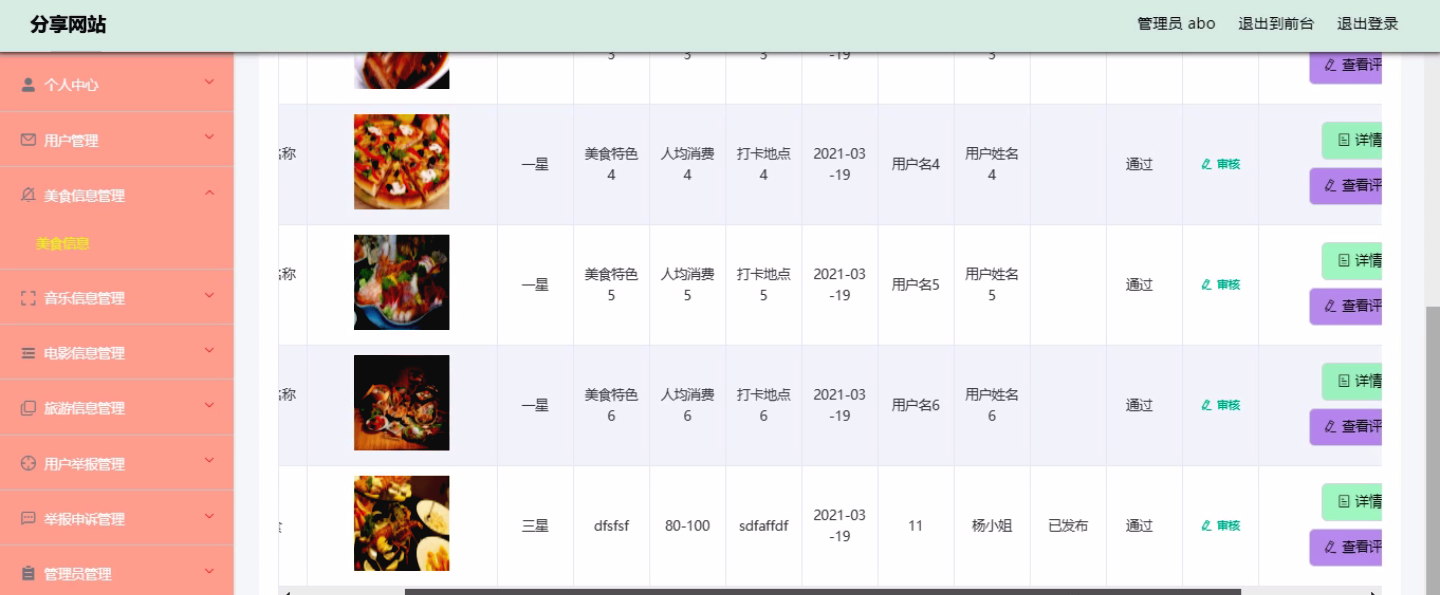 分享网站
管理员 abo 退出到前台 退出登录
个人中心
用户管理
美食信息管理
美食信息
音乐信息管理
电影信息管理
旅游信息管理
用户举报管理
举报申诉管理
管理员管理
3 3 3 -19 3
查看评
称 一星 美食特色 人均消费 打卡地点 2021-03 用户名4 用户姓名 通过 审核 详情
4 4 4 -19 4
查看评
称 一星 美食特色 人均消费 打卡地点 2021-03 用户名5 用户姓名 通过 审核 详情
5 5 5 -19 5
查看评
称 一星 美食特色 人均消费 打卡地点 2021-03 用户名6 用户姓名 通过 审核 详情
6 6 6 -19 6
查看评
三星 dfsfsf 80-100 sdfaffdf 2021-03 11 杨小姐 已发布 通过 审核 详情
-19
查看评